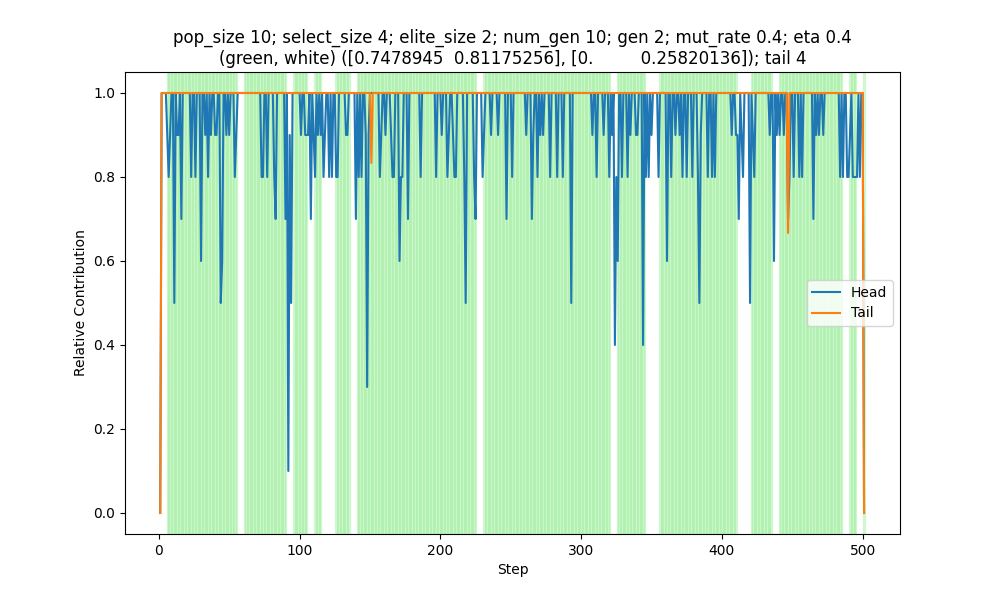 pop_size 10; select_size 4; elite_size 2; num_gen 10; gen 2; mut_rate 0.4; eta 0.4
(green, white) ([0.7478945  0.81175256], [0.         0.25820136]); tail 4
1.0
0.8
0.6
0.4
0.2
0.0
Relative Contribution
Head
Tail
0
100
200
300
400
500
Step